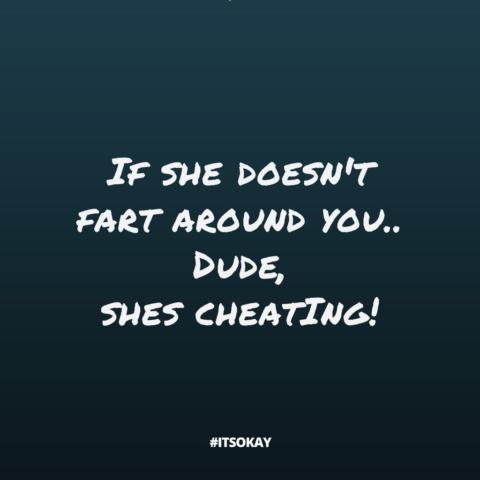 If she doesn't
fart around you..
Dude,
shes cheatIng!
#ITSOKAY